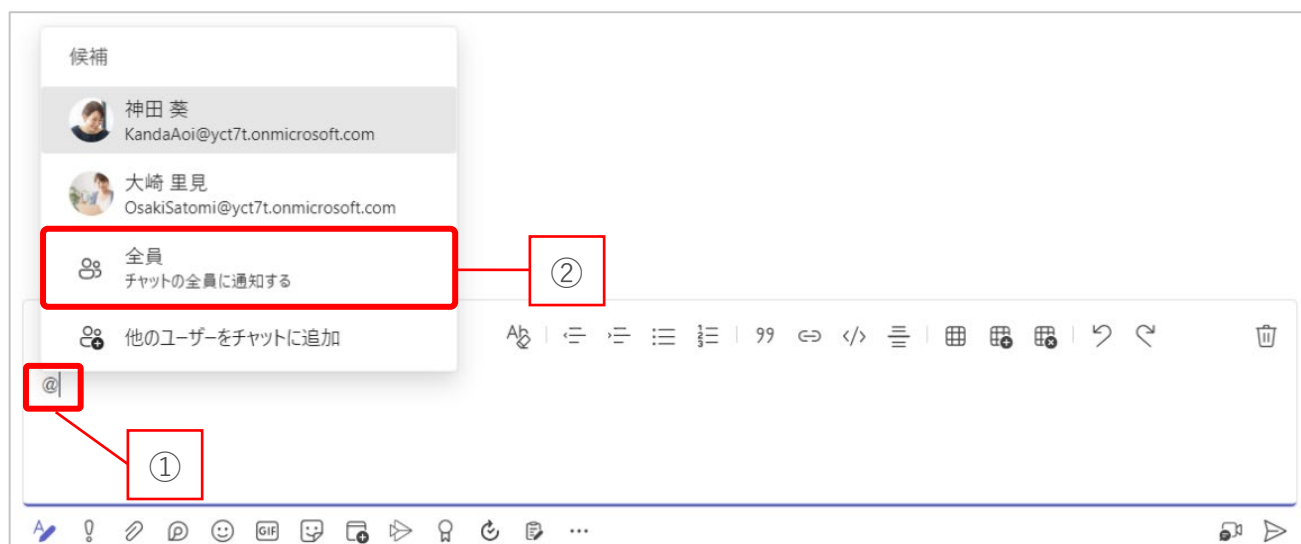 候補
神田 葵
KandaAoi@yct7t.onmicrosoft.com
大崎 里見
OsakiSatomi@yct7t.onmicrosoft.com
全員
チャットの全員に通知する
②
他のユーザーをチャットに追加
@
①
GIF